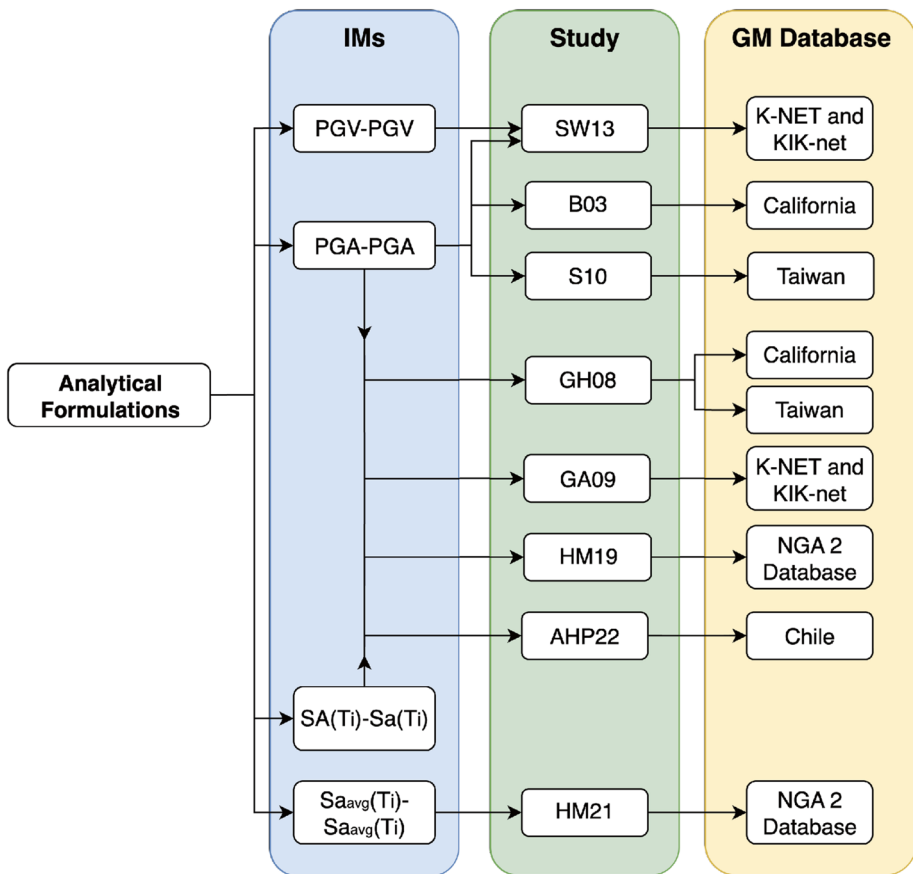 IMs
Study
GM Database
PGV-PGV
SW13
K-NET and
KIK-net
B03
California
PGA-PGA
S10
Taiwan
Analytical
Formulations
GH08
California
Taiwan
GA09
K-NET and
KIK-net
HM19
NGA 2
Database
AHP22
Chile
SA(Ti)-Sa(Ti)
Saavg(Ti)-
Saavg(Ti)
HM21
NGA 2
Database